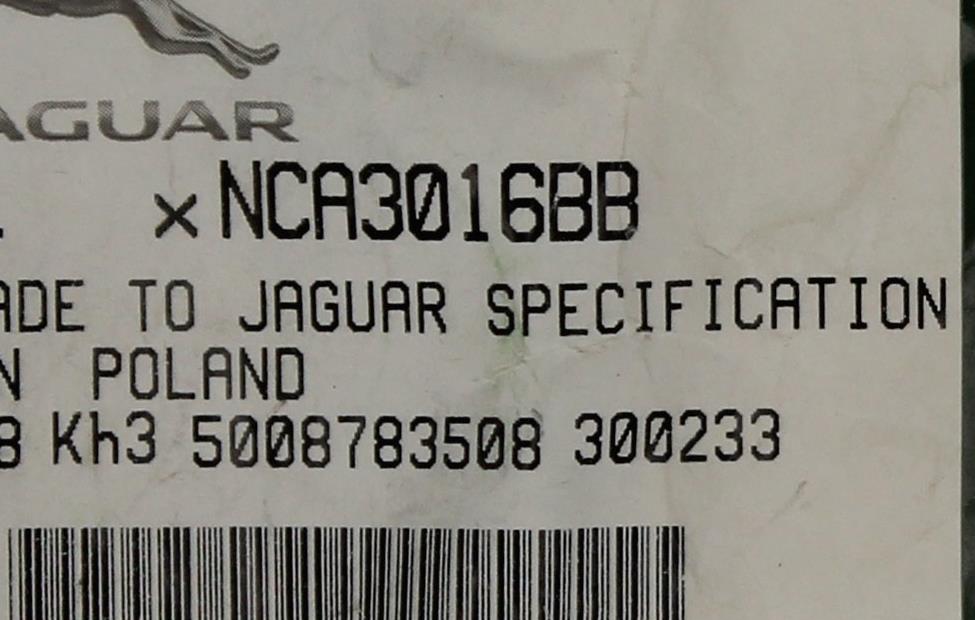 AGUAR
x NCA3016BB
ADE TO JAGUAR SPECIFICATION
N POLAND
8 Kh3 5008783508 300233